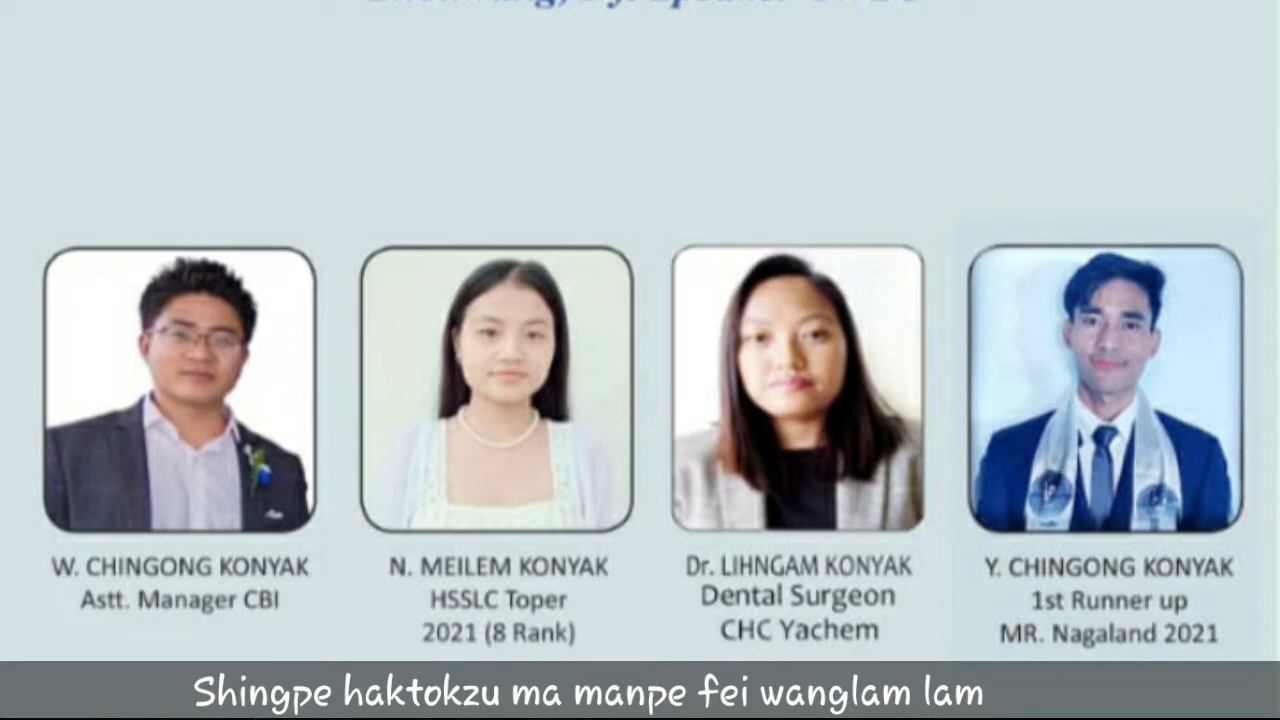 W. CHINGONG KONYAK
Astt. Manager CBI
N. MEILEM KONYAK
HSSLC Toper
2021 (8 Rank)
Dr. LIHNGAM KONYAK
Dental Surgeon
CHC Yachem
Y. CHINGONG KONYAK
1st Runner up
MR. Nagaland 2021
Shingpe haktokzu ma manpe fei wanglam lam